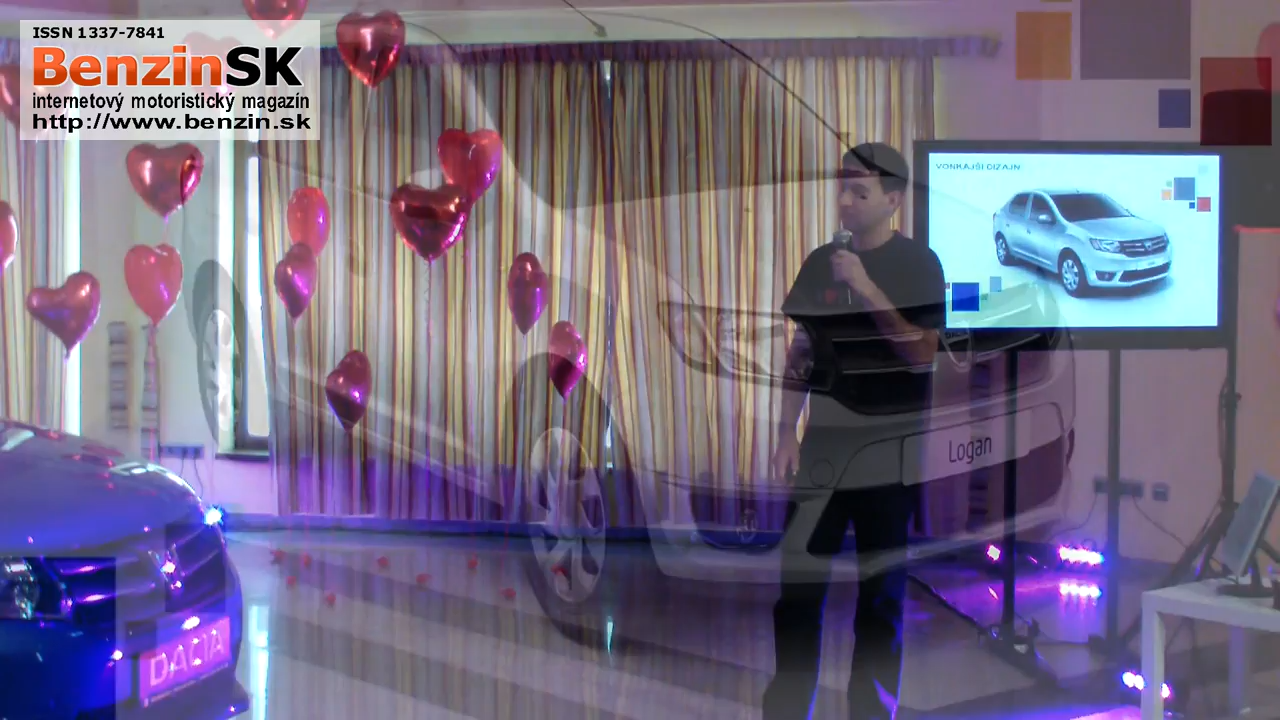 ISSN 1337-7841
BenzinSK
internetový motoristický magazín
http://www.benzin.sk
VONKAJŠÍ DIZAJN
Logan
DACIA